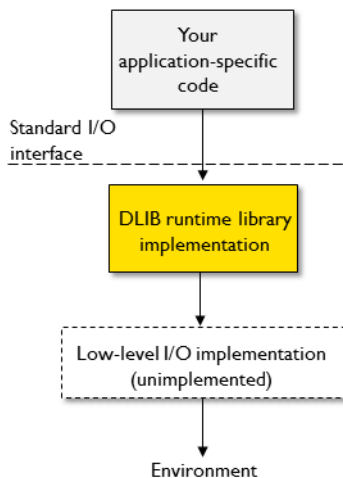 Your
application-specific
code
Standard I/O
interface
DLIB runtime library
implementation
Low-level I/O implementation
(unimplemented)
Environment